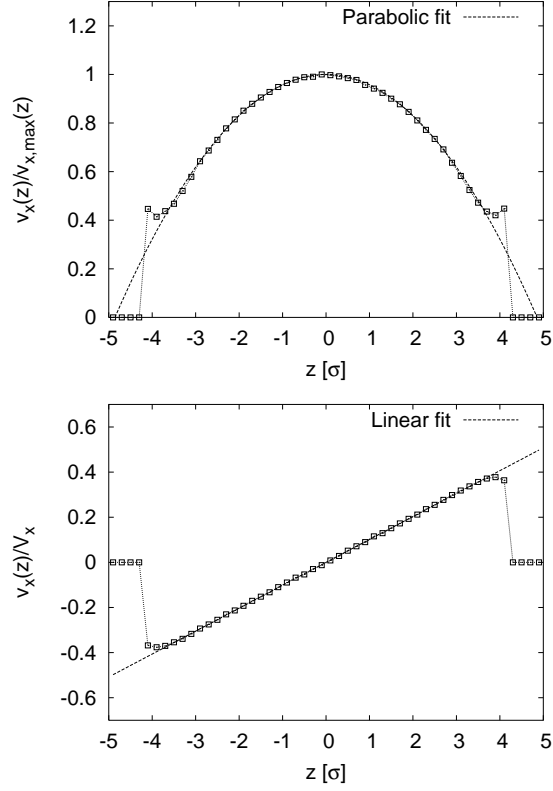 1.2
1
0.8
0.6
0.4
0.2
0
-5 -4 -3 -2 -1 0 1 2 3 4 5
v_x(z)/v_{x,max}(z)
z [σ]
Parabolic fit
0.6
0.4
0.2
0
-0.2
-0.4
-0.6
-5 -4 -3 -2 -1 0 1 2 3 4 5
v_x(z)/V_x
z [σ]
Linear fit